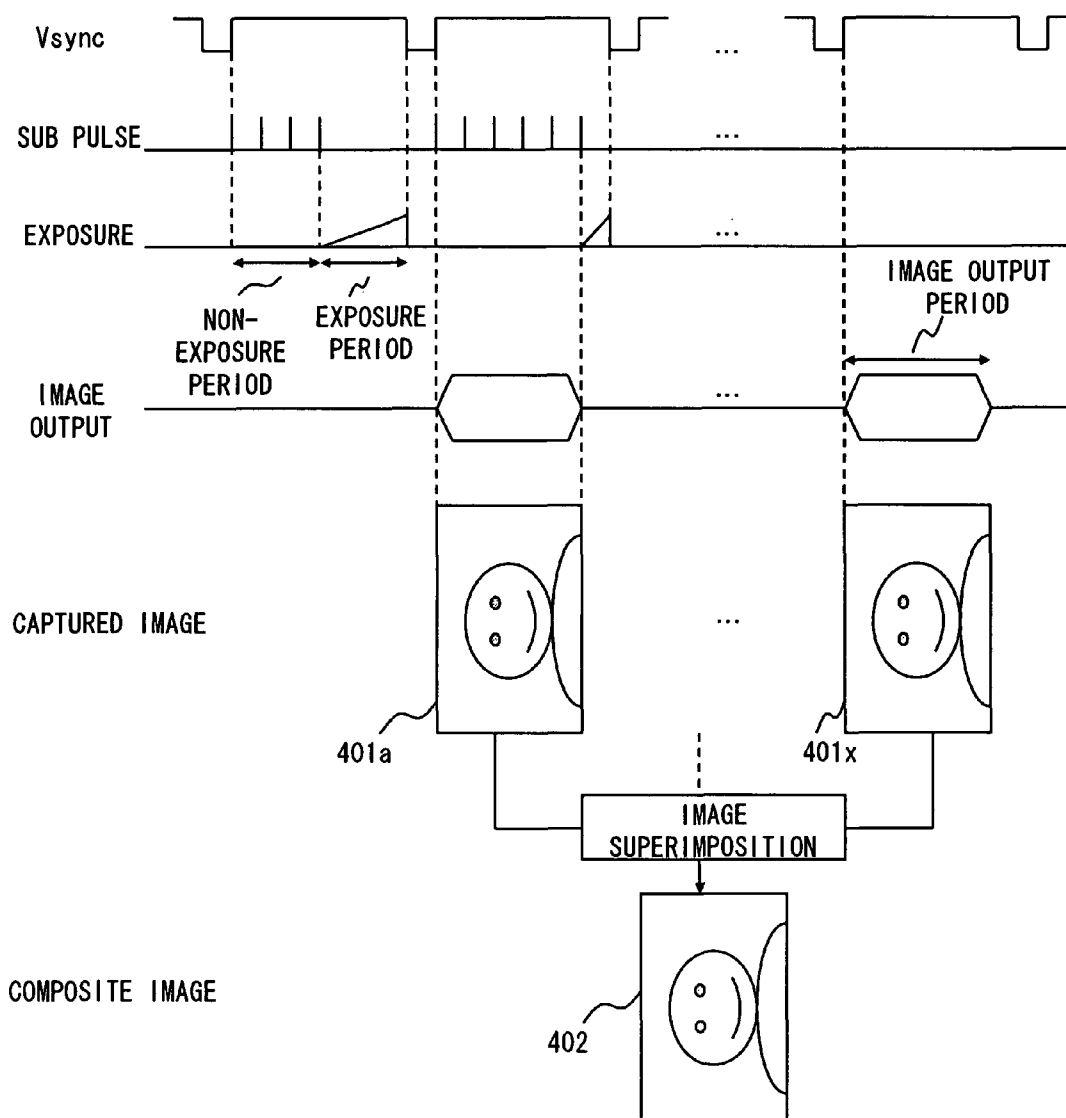 Vsync
...
...
SUB PULSE
...
EXPOSURE
...
NON-
EXPOSURE
PERIOD
EXPOSURE
PERIOD
IMAGE OUTPUT
PERIOD
IMAGE
OUTPUT
...
CAPTURED IMAGE
...
401a
401x
IMAGE
SUPERIMPOSITION
COMPOSITE IMAGE
402